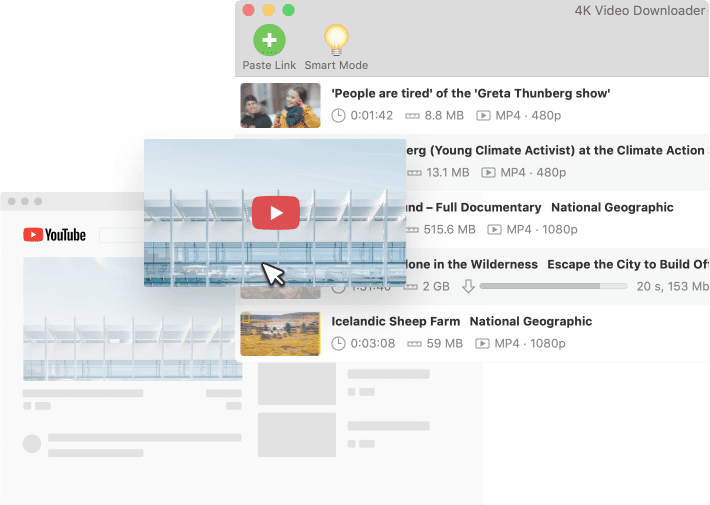 4K Video Downloader
Paste Link
Smart Mode
'People are tired' of the 'Greta Thunberg show'
0:01:42 8.8 MB MP4 · 480p
erg (Young Climate Activist) at the Climate Action
13.1 MB MP4 · 480p
und – Full Documentary National Geographic
515.6 MB MP4 · 1080p
lone in the Wilderness Escape the City to Build Of
2 GB 20 s, 153 Mb
Icelandic Sheep Farm National Geographic
0:03:08 59 MB MP4 · 1080p
YouTube